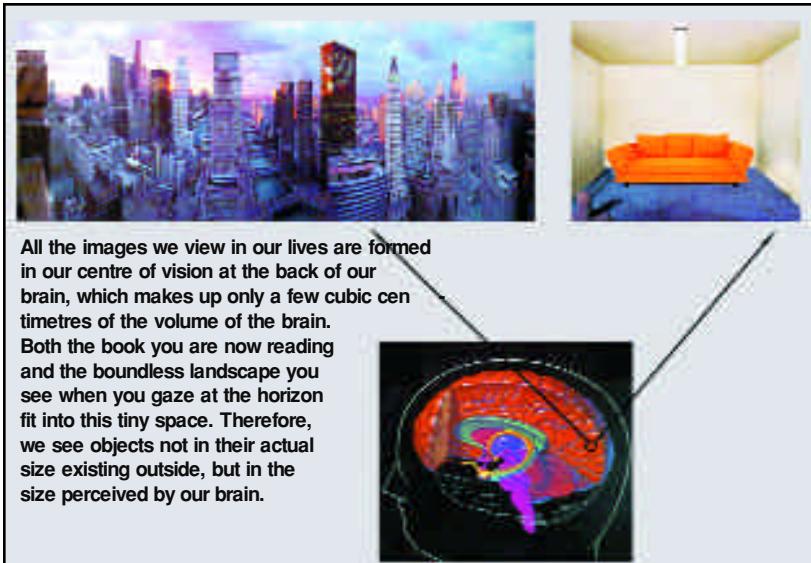 All the images we view in our lives are formed
in our centre of vision at the back of our
brain, which makes up only a few cubic cen -
timetres of the volume of the brain.
Both the book you are now reading
and the boundless landscape you
see when you gaze at the horizon
fit into this tiny space. Therefore,
we see objects not in their actual
size existing outside, but in the
size perceived by our brain.